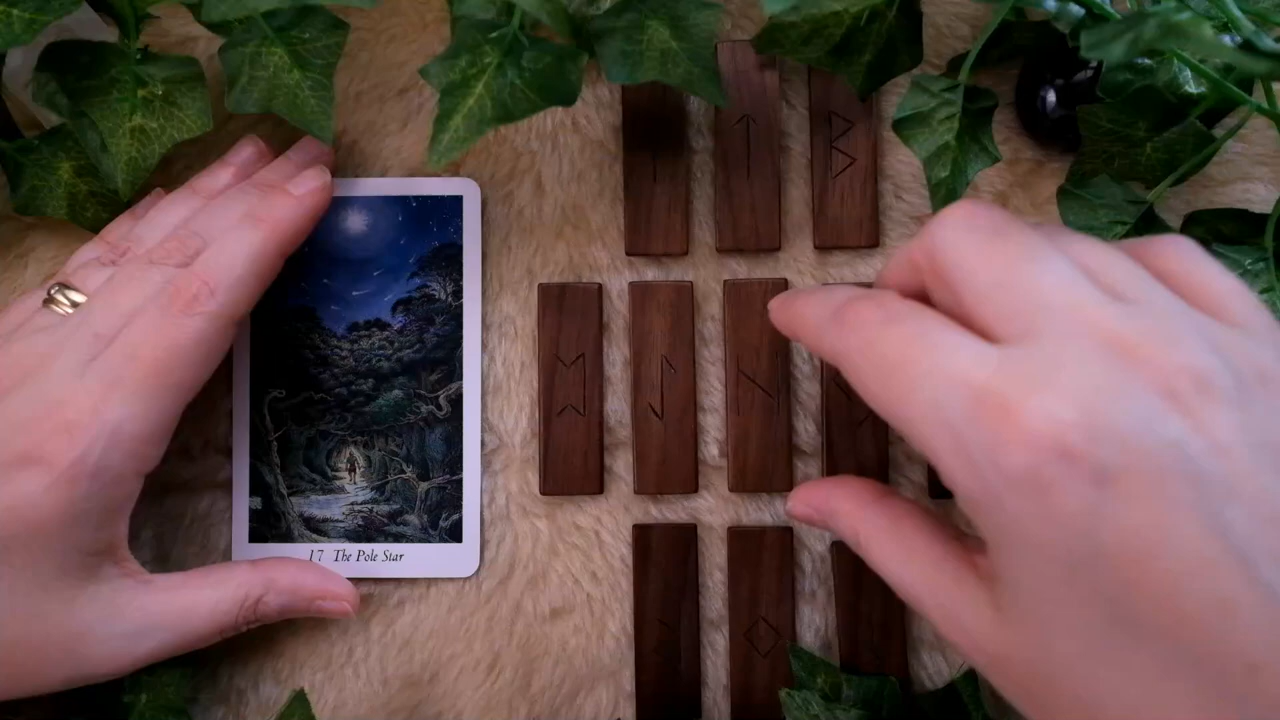 17 The Pole Star
ᛏ ᛒ
ᛈ ᛇ ᚺ
ᛜ